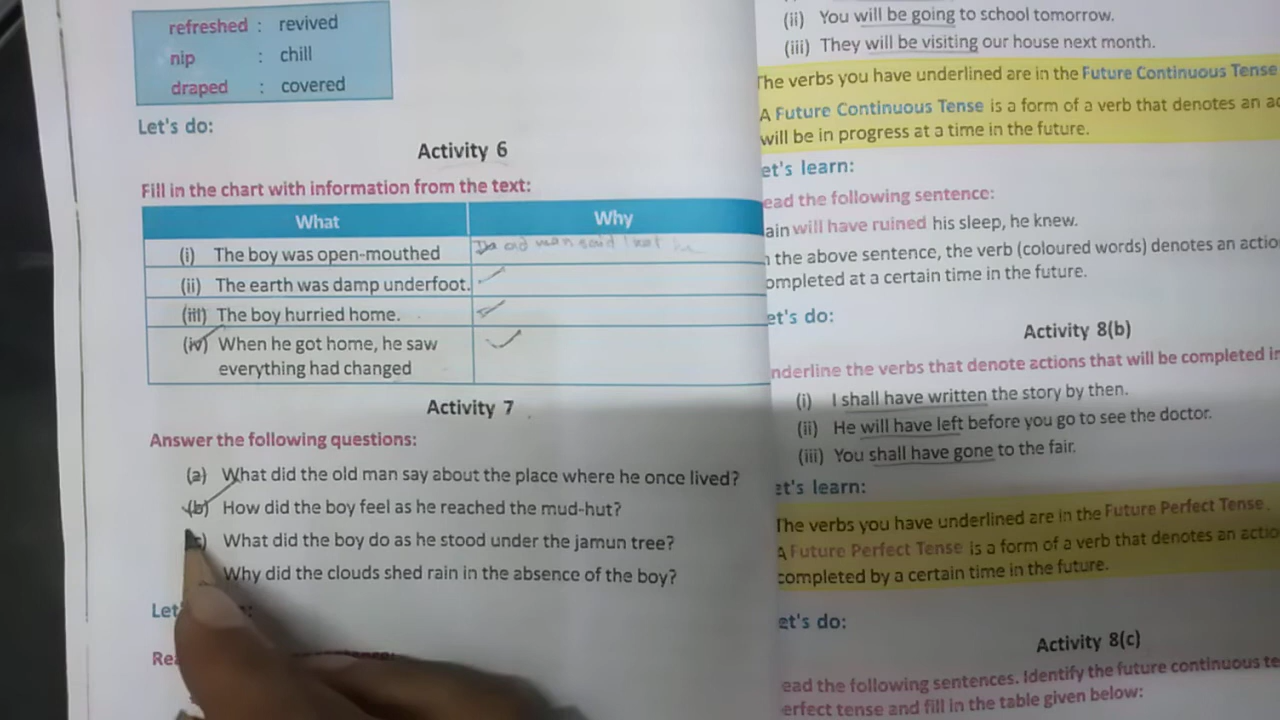 refreshed : revived
nip : chill
draped : covered
Let's do:
Activity 6
Fill in the chart with information from the text:
What Why
(i) The boy was open-mouthed old man said
(ii) The earth was damp underfoot.
(iii) The boy hurried home.
(iv) When he got home, he saw
everything had changed
Activity 7
Answer the following questions:
(a) What did the old man say about the place where he once lived?
(b) How did the boy feel as he reached the mud-hut?
What did the boy do as he stood under the jamun tree?
Why did the clouds shed rain in the absence of the boy?
(ii) You will be going to school tomorrow.
(iii) They will be visiting our house next month.
The verbs you have underlined are in the Future Continuous Tense
A Future Continuous Tense is a form of a verb that denotes an
will be in progress at a time in the future.
et's learn:
ead the following sentence:
ain will have ruined his sleep, he knew.
the above sentence, the verb (coloured words) denotes an actio
ompleted at a certain time in the future.
et's do:
Activity 8(b)
nderline the verbs that denote actions that will be completed in
(i) I shall have written the story by then.
(ii) He will have left before you go to see the doctor.
(iii) You shall have gone to the fair.
et's learn:
The verbs you have underlined are in the Future Perfect Tense.
A Future Perfect Tense is a form of a verb that denotes an actio
completed by a certain time in the future.
et's do:
Activity 8(c)
ead the following sentences. Identify the future continuous te
erfect tense and fill in the table given below: